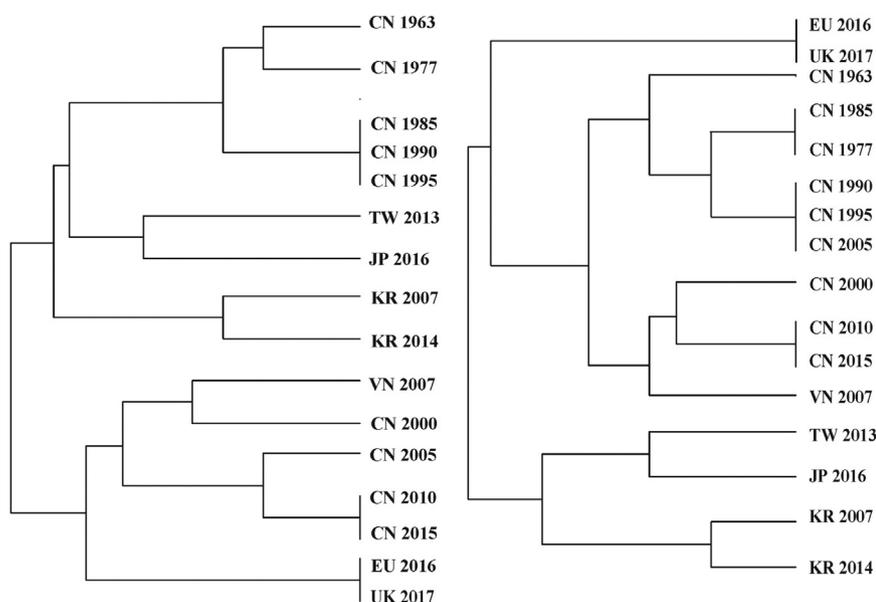 CN 1963
CN 1977
CN 1985
CN 1990
CN 1995
TW 2013
JP 2016
KR 2007
KR 2014
VN 2007
CN 2000
CN 2005
CN 2010
CN 2015
EU 2016
UK 2017
EU 2016
UK 2017
CN 1963
CN 1985
CN 1977
CN 1990
CN 1995
CN 2005
CN 2000
CN 2010
CN 2015
VN 2007
TW 2013
JP 2016
KR 2007
KR 2014